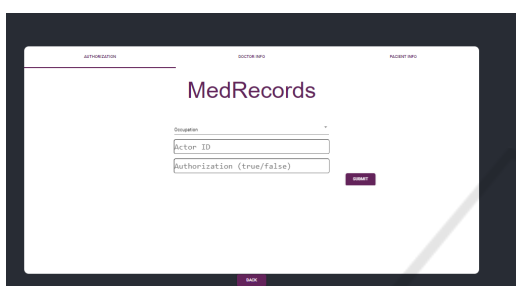 AUTHORIZATION DOCTOR INFO PACIENT INFO
MedRecords
Occupation
Actor ID
Authorization (true/false)
SUBMIT
BACK